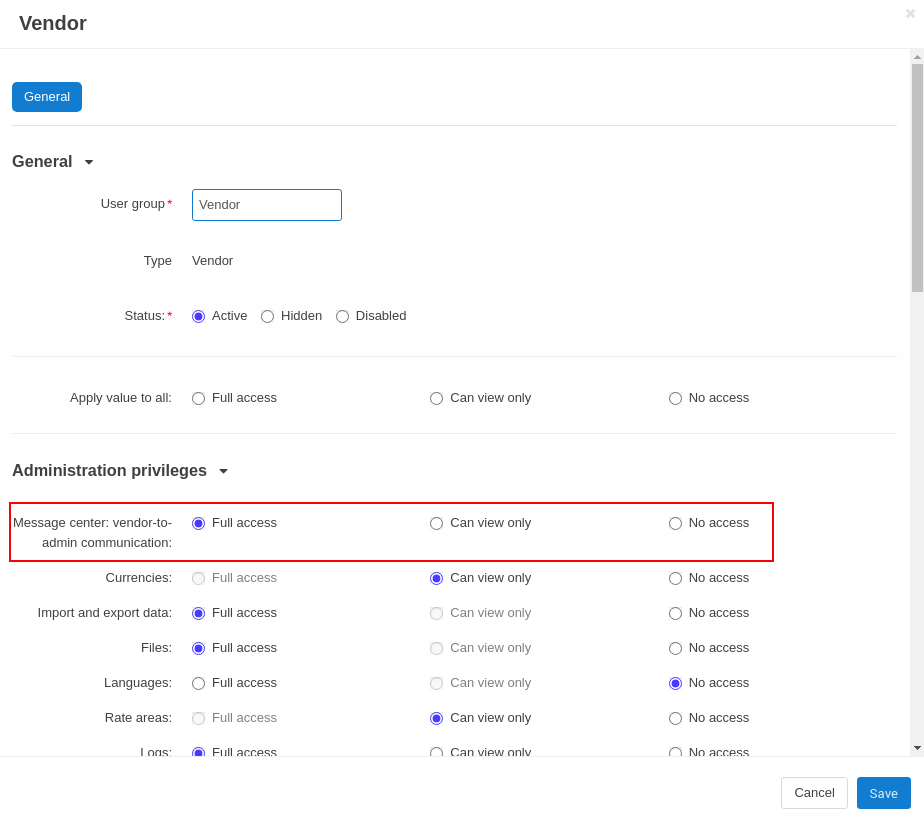 Vendor
General
General
User group* Vendor
Type Vendor
Status:* Active Hidden Disabled
Apply value to all: Full access Can view only No access
Administration privileges
Message center: vendor-to-
admin communication: Full access Can view only No access
Currencies: Full access Can view only No access
Import and export data: Full access Can view only No access
Files: Full access Can view only No access
Languages: Full access Can view only No access
Rate areas: Full access Can view only No access
Logs: Full access Can view only No access
Cancel Save